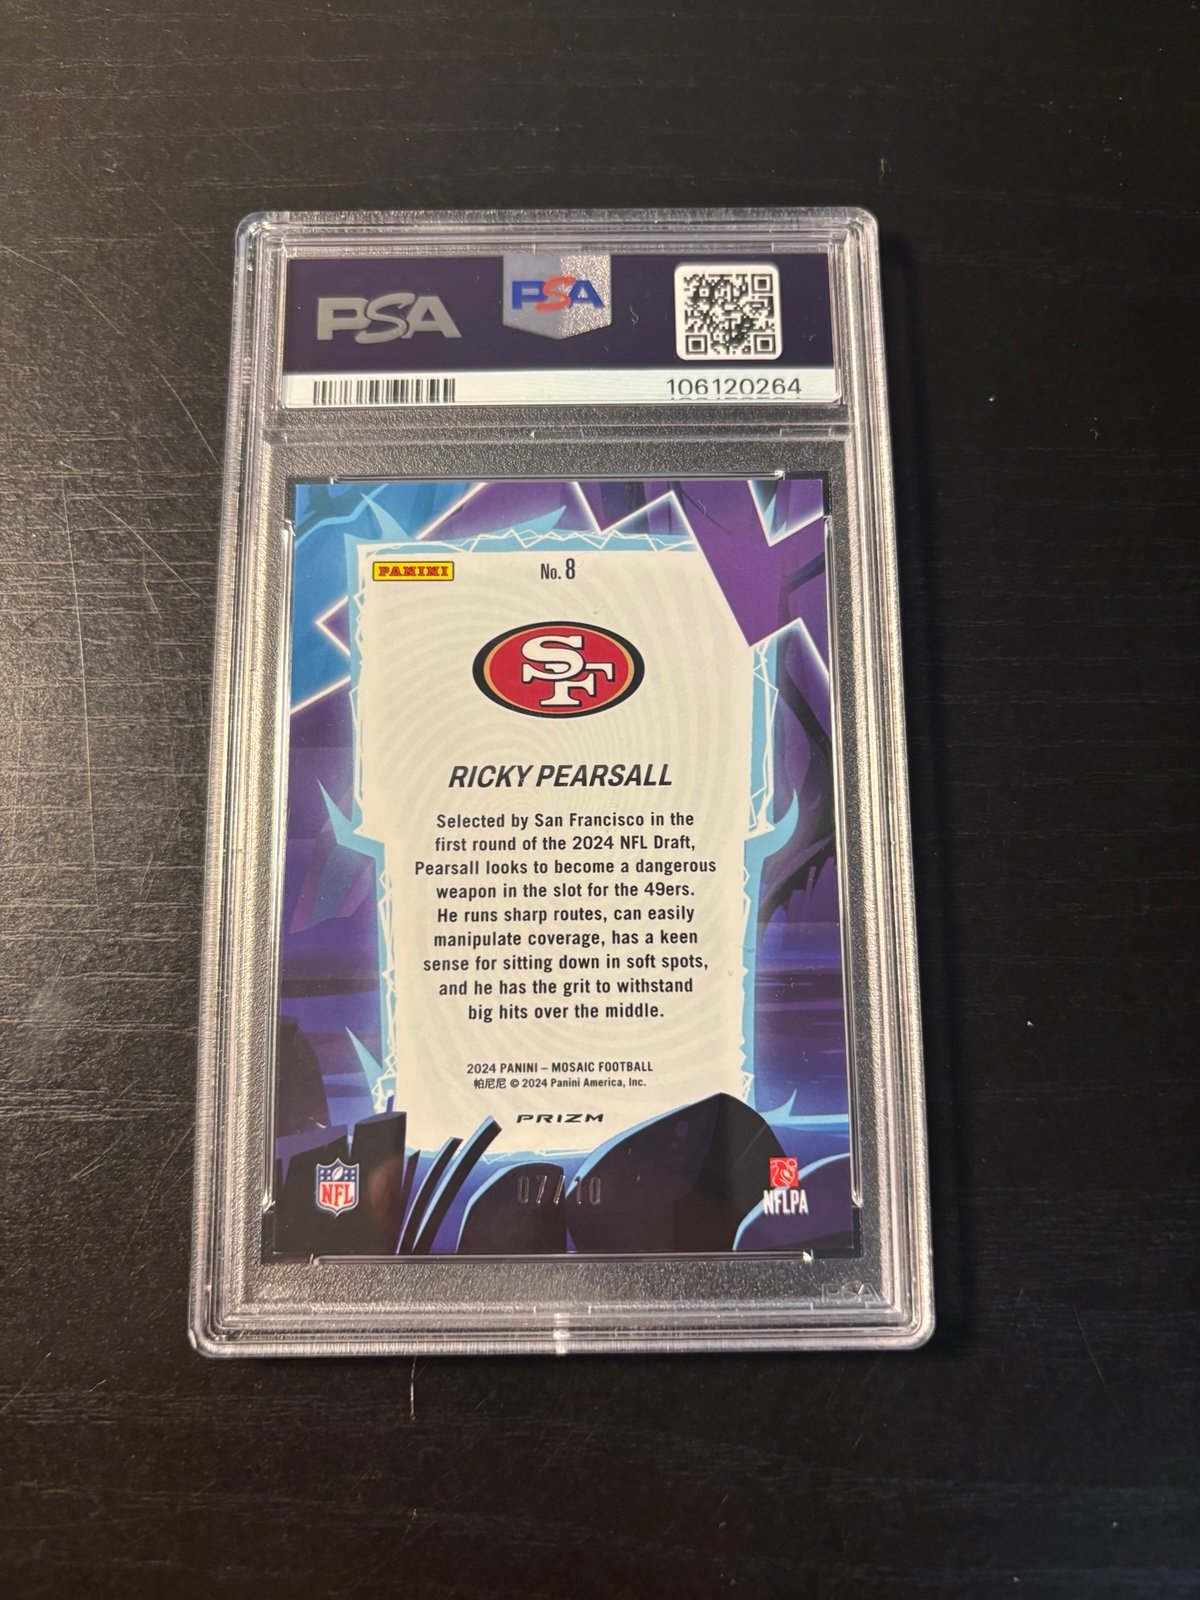 PSA
PSA
106120264
PANINI
No. 8
SF
RICKY PEARSALL
Selected by San Francisco in the
first round of the 2024 NFL Draft,
Pearsall looks to become a dangerous
weapon in the slot for the 49ers.
He runs sharp routes, can easily
manipulate coverage, has a keen
sense for sitting down in soft spots,
and he has the grit to withstand
big hits over the middle.
2024 PANINI – MOSAIC FOOTBALL
帕尼尼 © 2024 Panini America, Inc.
PRIZM
07/10
NFL
NFLPA
PSA